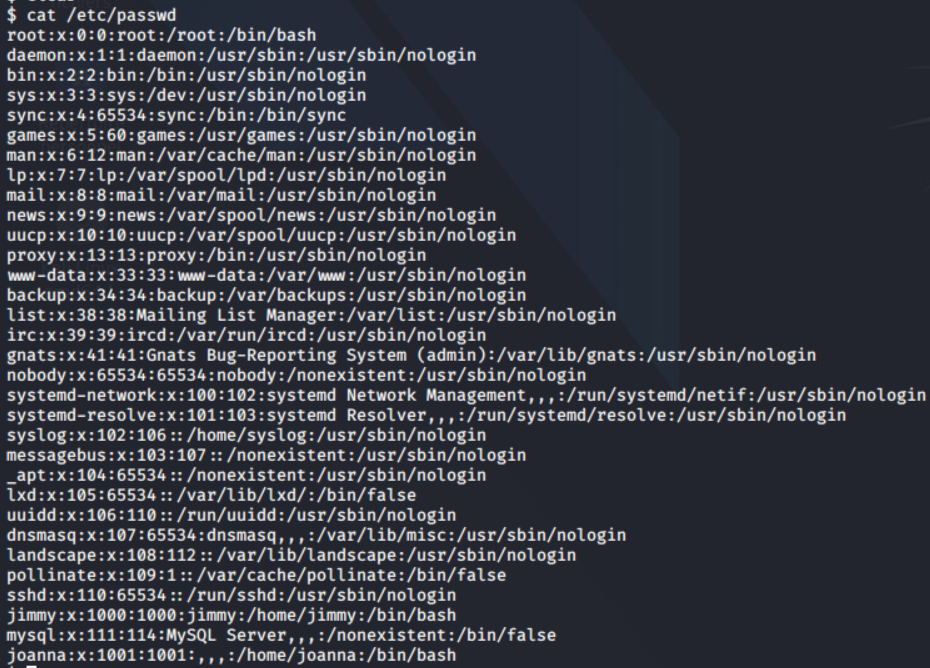 $ cat /etc/passwd
root:x:0:0:root:/root:/bin/bash
daemon:x:1:1:daemon:/usr/sbin:/usr/sbin/nologin
bin:x:2:2:bin:/bin:/usr/sbin/nologin
sys:x:3:3:sys:/dev:/usr/sbin/nologin
sync:x:4:65534:sync:/bin:/bin/sync
games:x:5:60:games:/usr/games:/usr/sbin/nologin
man:x:6:12:man:/var/cache/man:/usr/sbin/nologin
lp:x:7:7:lp:/var/spool/lpd:/usr/sbin/nologin
mail:x:8:8:mail:/var/mail:/usr/sbin/nologin
news:x:9:9:news:/var/spool/news:/usr/sbin/nologin
uucp:x:10:10:uucp:/var/spool/uucp:/usr/sbin/nologin
proxy:x:13:13:proxy:/bin:/usr/sbin/nologin
www-data:x:33:33:www-data:/var/www:/usr/sbin/nologin
backup:x:34:34:backup:/var/backups:/usr/sbin/nologin
list:x:38:38:Mailing List Manager:/var/list:/usr/sbin/nologin
irc:x:39:39:ircd:/var/run/ircd:/usr/sbin/nologin
gnats:x:41:41:Gnats Bug-Reporting System (admin):/var/lib/gnats:/usr/sbin/nologin
nobody:x:65534:65534:nobody:/nonexistent:/usr/sbin/nologin
systemd-network:x:100:102:systemd Network Management,,,:/run/systemd/netif:/usr/sbin/nologin
systemd-resolve:x:101:103:systemd Resolver,,,:/run/systemd/resolve:/usr/sbin/nologin
syslog:x:102:106::/home/syslog:/usr/sbin/nologin
messagebus:x:103:107::/nonexistent:/usr/sbin/nologin
_apt:x:104:65534::/nonexistent:/usr/sbin/nologin
lxd:x:105:65534::/var/lib/lxd/:/bin/false
uuidd:x:106:110::/run/uuidd:/usr/sbin/nologin
dnsmasq:x:107:65534:dnsmasq,,,:/var/lib/misc:/usr/sbin/nologin
landscape:x:108:112::/var/lib/landscape:/usr/sbin/nologin
pollinate:x:109:1::/var/cache/pollinate:/bin/false
sshd:x:110:65534::/run/sshd:/usr/sbin/nologin
jimmy:x:1000:1000:jimmy:/home/jimmy:/bin/bash
mysql:x:111:114:MySQL Server,,,:/nonexistent:/bin/false
joanna:x:1001:1001:,,,:/home/joanna:/bin/bash